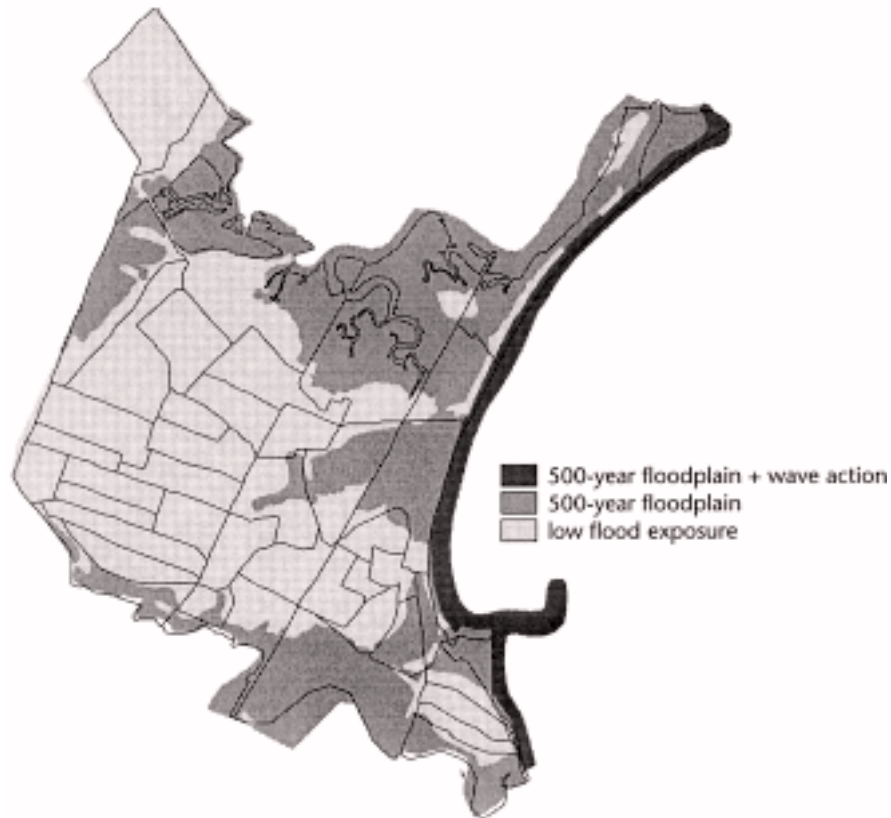 500-year floodplain + wave action
500-year floodplain
low flood exposure